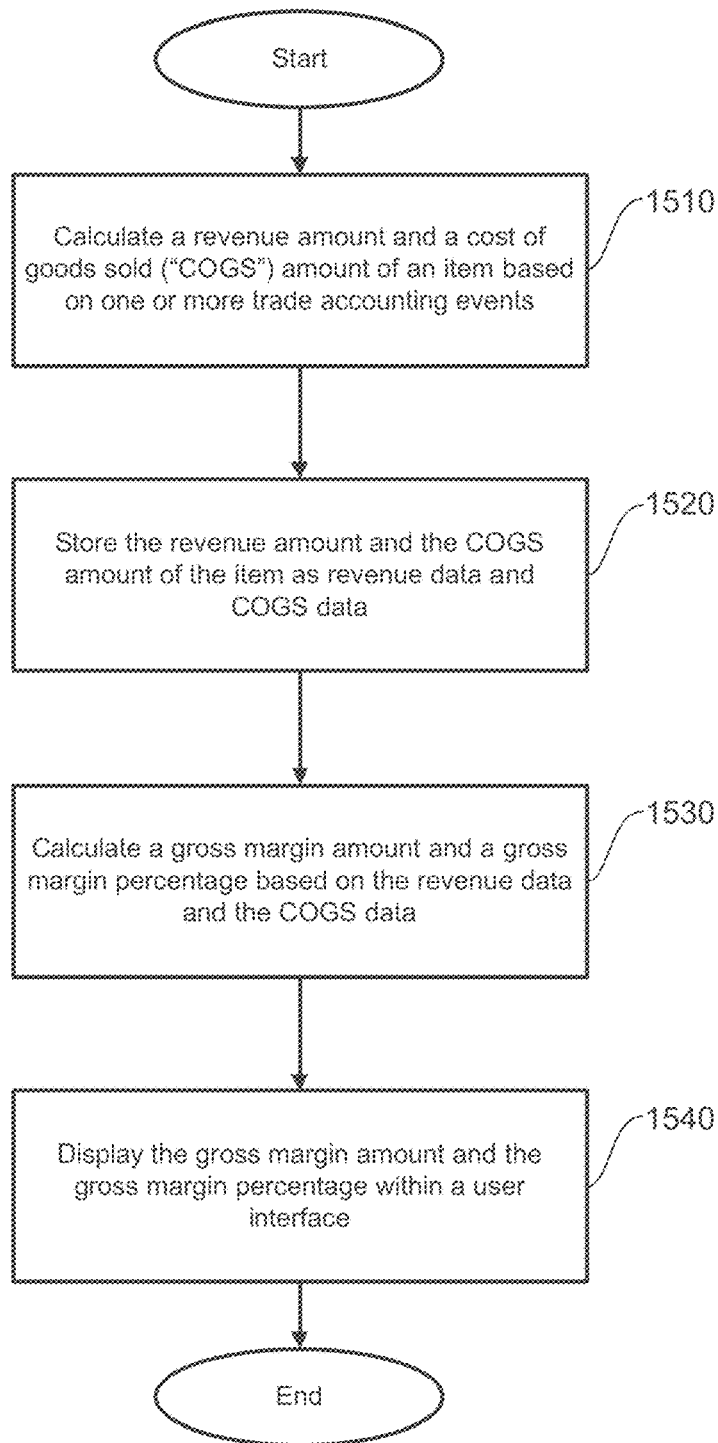 Start
1510
Calculate a revenue amount and a cost of
goods sold (“COGS”) amount of an item based
on one or more trade accounting events
1520
Store the revenue amount and the COGS
amount of the item as revenue data and
COGS data
1530
Calculate a gross margin amount and a gross
margin percentage based on the revenue data
and the COGS data
1540
Display the gross margin amount and the
gross margin percentage within a user
interface
End